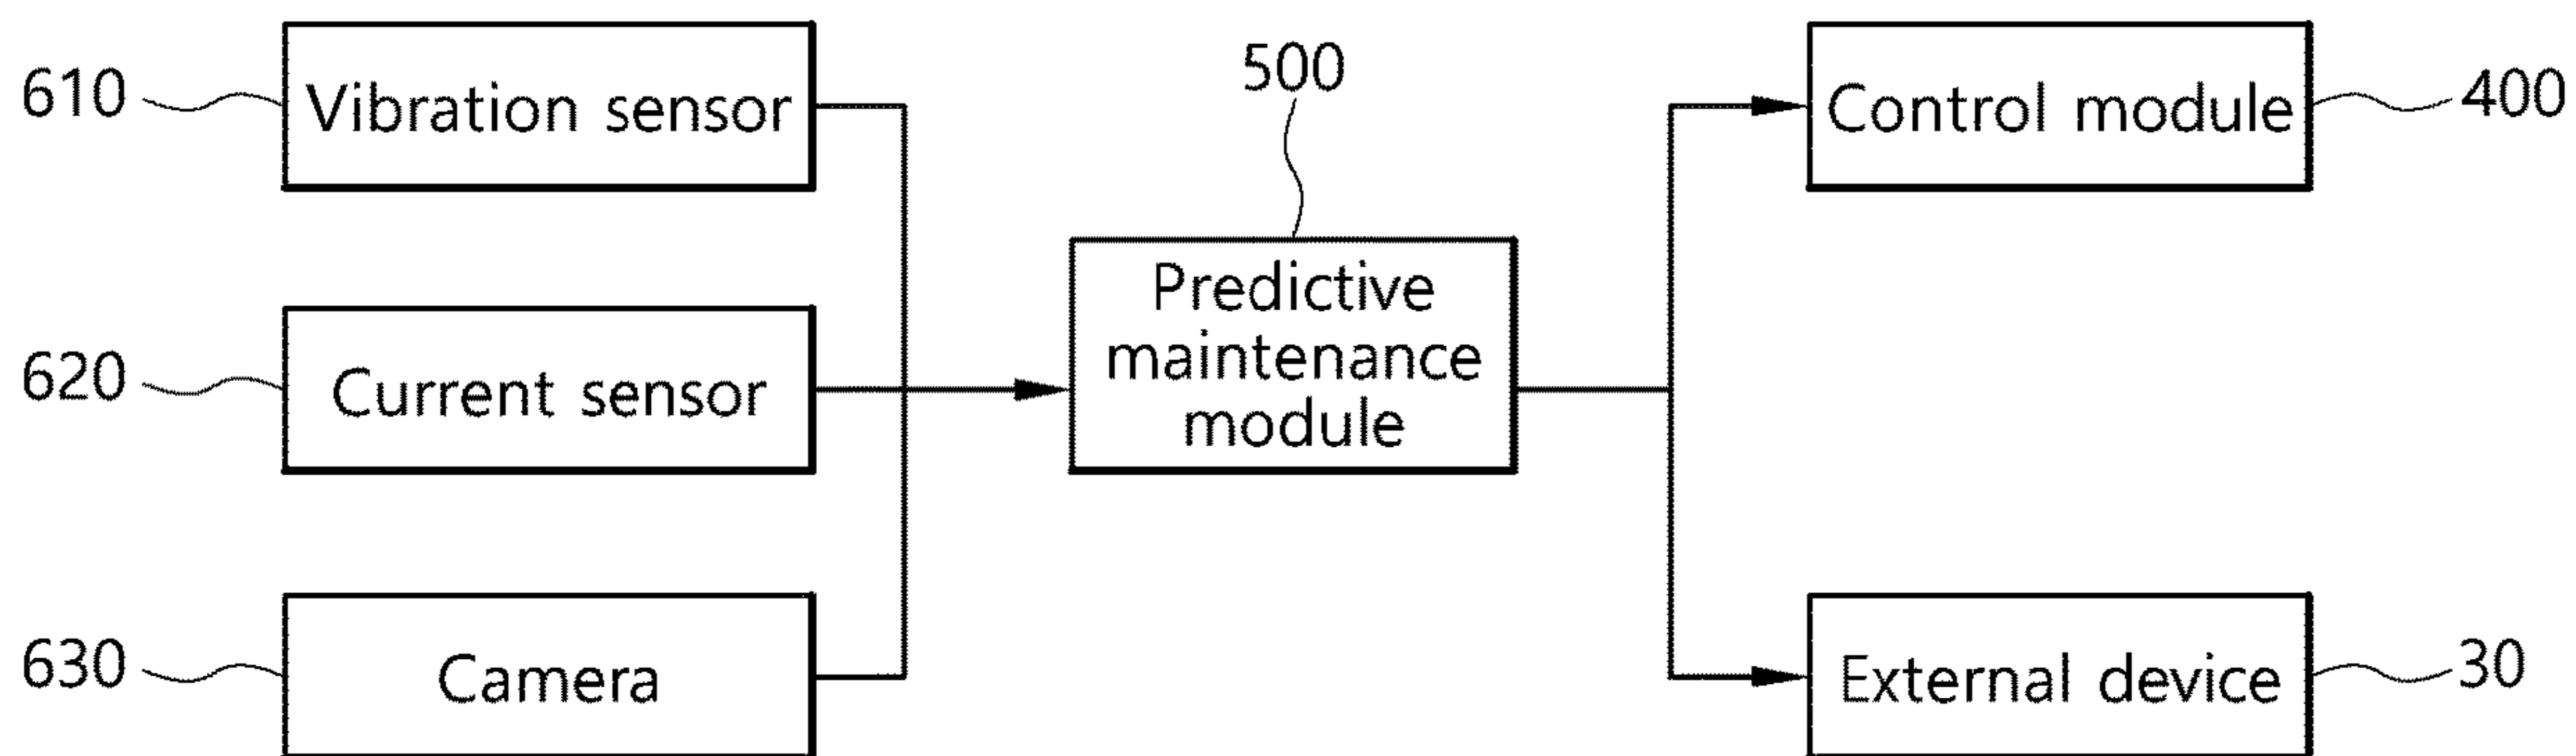 610
Vibration sensor
620
Current sensor
630
Camera
500
Predictive
maintenance
module
Control module
400
External device
30